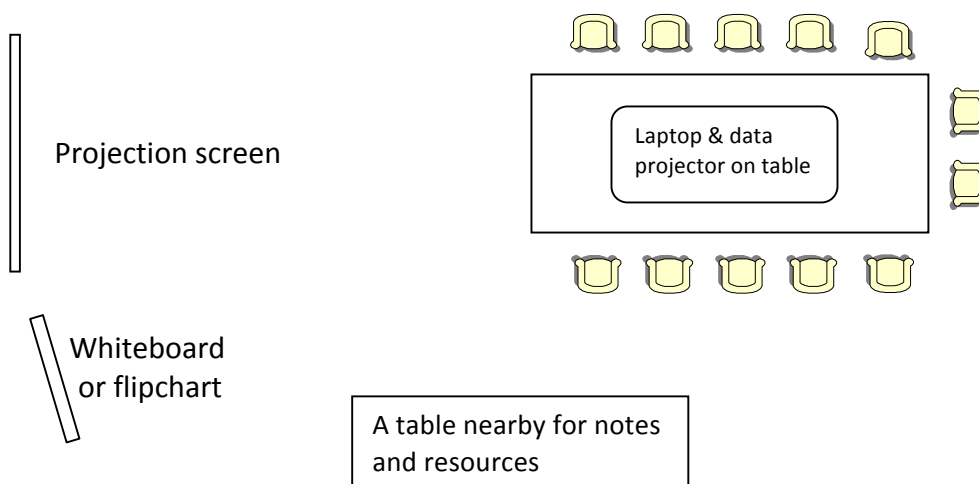 Laptop & data
projector on table
Projection screen
Whiteboard
or flipchart
A table nearby for notes
and resources